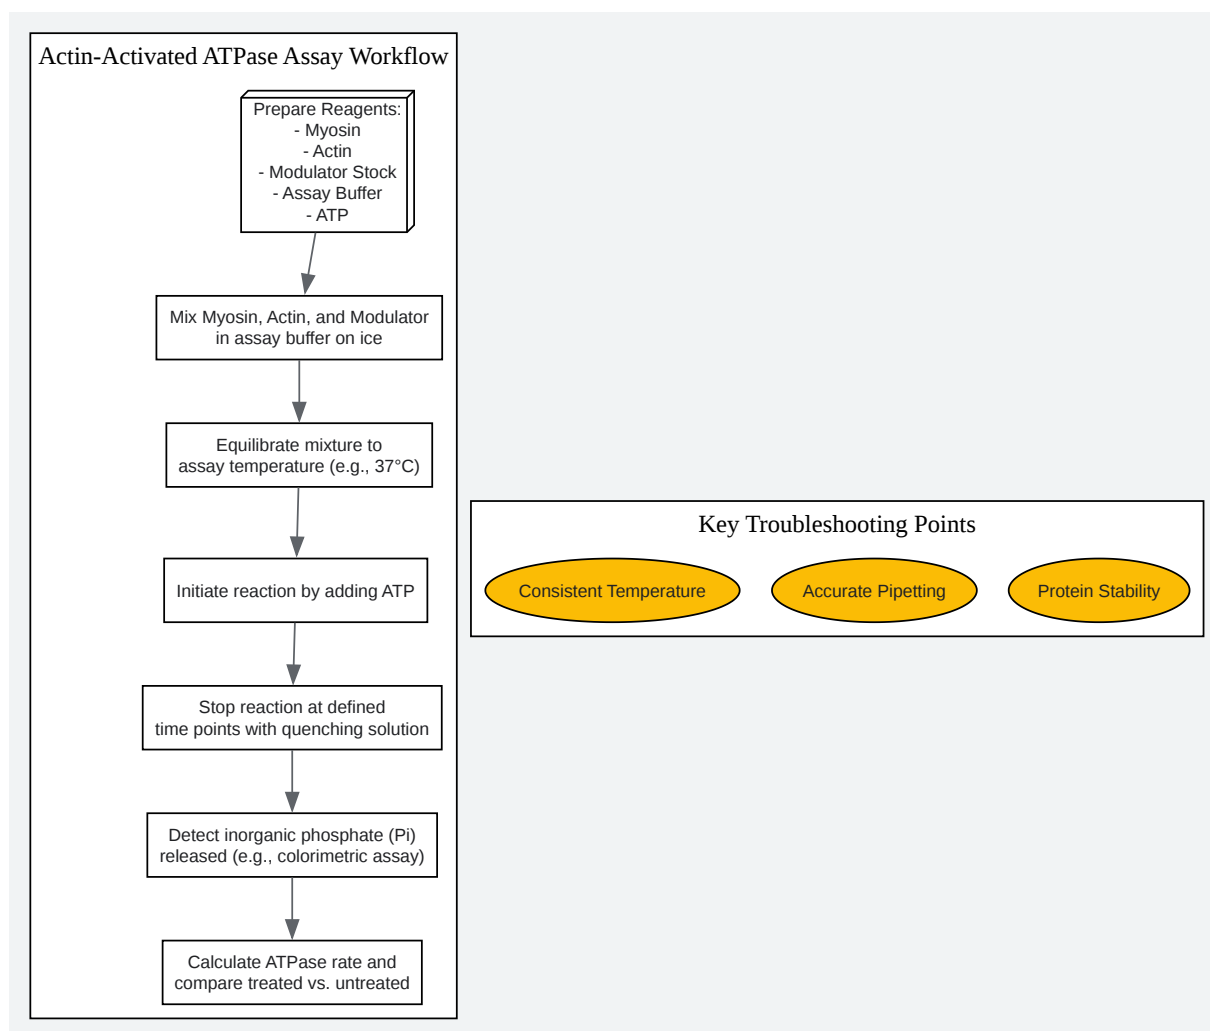 Actin-Activated ATPase Assay Workflow
Prepare Reagents:
- Myosin
- Actin
- Modulator Stock
- Assay Buffer
- ATP
Mix Myosin, Actin, and Modulator
in assay buffer on ice
Equilibrate mixture to
assay temperature (e.g., 37°C)
Initiate reaction by adding ATP
Stop reaction at defined
time points with quenching solution
Detect inorganic phosphate (Pi)
released (e.g., colorimetric assay)
Calculate ATPase rate and
compare treated vs. untreated
Key Troubleshooting Points
Consistent Temperature
Accurate Pipetting
Protein Stability